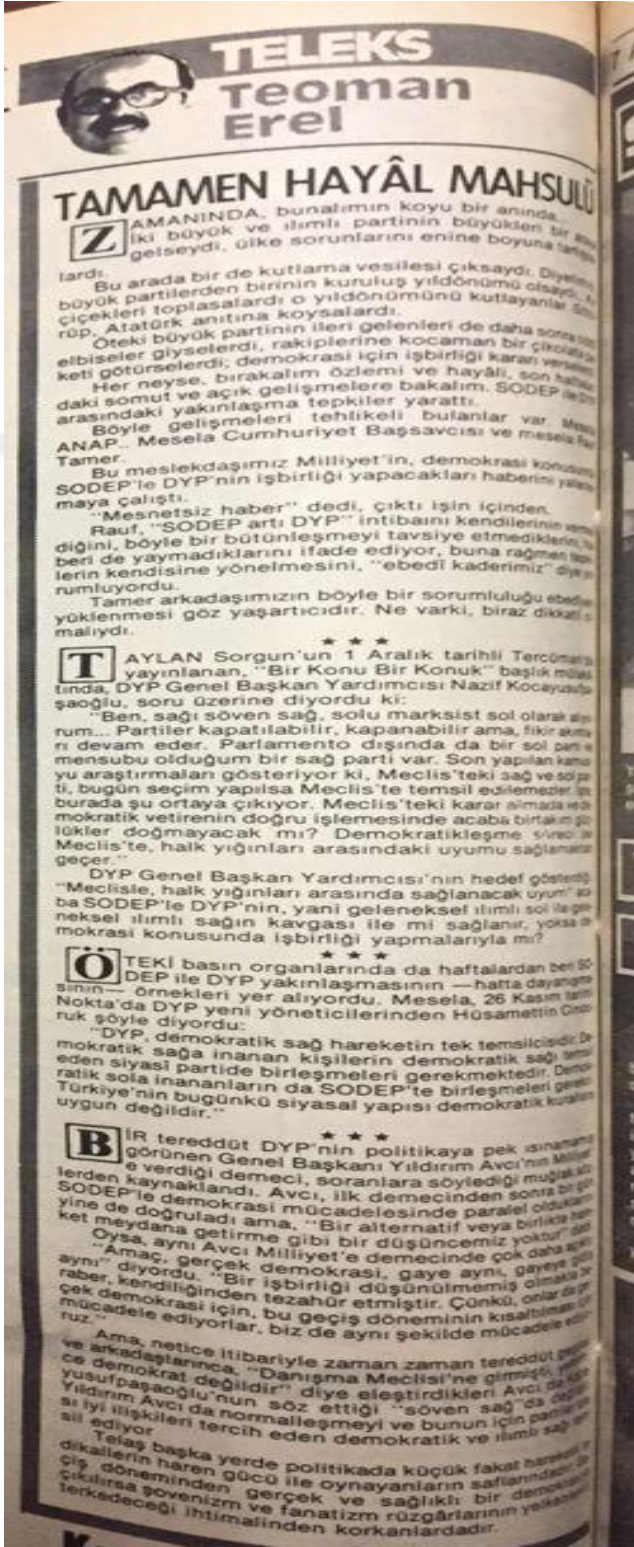 TELEKS
Teoman
Erel
TAMAMEN HAYÂL MAHSULÜ
ZAMANINDA, bunalımın koyu bir anında...
İki büyük ve ılımlı partinin büyükleri bir
gelseydi, ülke sorunlarını enine boyuna
lardı.
Bu arada bir de kutlama vesilesi çıksaydı. Diyelim
büyük partilerden birinin kuruluş yıldönümü olsaydı,
çiçekleri toplasalardı o yıldönümünü kutlayanlar
rüp, Atatürk anıtına koysalardı.
Öteki büyük partinin ileri gelenleri de daha sonra
elbiseler giyselerdi, rakiplerine kocaman bir çikolata
keti götürselerdi; demokrasi için işbirliği kararı
Her neyse, bırakalım özlemi ve hayâli, son
daki somut ve açık gelişmelere bakalım. SODEP ile DYP
arasındaki yakınlaşma tepkiler yarattı.
Böyle gelişmeleri tehlikeli bulanlar var. Mesela
ANAP.. Mesela Cumhuriyet Başsavcısı ve mesela Rauf
Tamer.
Bu meslekdaşımız Milliyet'in, demokrasi konusunda
SODEP'le DYP'nin işbirliği yapacakları haberini
maya çalıştı.
"Mesnetsiz haber" dedi, çıktı işin içinden.
Rauf, "SODEP artı DYP" intibaını kendilerinin
diğini, böyle bir bütünleşmeyi tavsiye etmediklerini,
beri de yaymadıklarını ifade ediyor, buna rağmen
lerin kendisine yönelmesini, "ebedî kaderimiz" diye
rumluyordu.
Tamer arkadaşımızın böyle bir sorumluluğu
yüklenmesi göz yaşartıcıdır. Ne varki, biraz dikkatli
malıydı.
★ ★ ★
TAYLAN Sorgun'un 1 Aralık tarihli Tercüman'da
yayınlanan, "Bir Konu Bir Konuk" başlık
tında, DYP Genel Başkan Yardımcısı Nazif Kocayusufpa-
şaoğlu, soru üzerine diyordu ki:
"Ben, sağı söven sağ, solu marksist sol olarak
rum... Partiler kapatılabilir, kapanabilir ama, fikir
rı devam eder. Parlamento dışında da bir sol parti
mensubu olduğum bir sağ parti var. Son yapılan kamu
yu araştırmaları gösteriyor ki, Meclis'teki sağ ve sol
ti, bugün seçim yapılsa Meclis'te temsil edilemezler.
burada şu ortaya çıkıyor. Meclis'teki karar almada
mokratik vetirenin doğru işlemesinde acaba birtakım
lükler doğmayacak mı? Demokratikleşme süreci
Meclis'te, halk yığınları arasındaki uyumu sağlamaktan
geçer."
DYP Genel Başkan Yardımcısı'nın hedef gösterdiği
"Meclisle, halk yığınları arasında sağlanacak uyum"
ba SODEP'le DYP'nin, yani geleneksel ılımlı sol ile
neksel ılımlı sağın kavgası ile mi sağlanır, yoksa
mokrasi konusunda işbirliği yapmalarıyla mı?
★ ★ ★
ÖTEKİ basın organlarında da haftalardan beri SO-
DEP ile DYP yakınlaşmasının —hatta dayanışma
sının— örnekleri yer alıyordu. Mesela, 26 Kasım
Nokta'da DYP yeni yöneticilerinden Hüsamettin
ruk şöyle diyordu:
"DYP, demokratik sağ hareketin tek temsilcisidir. De-
mokratik sağa inanan kişilerin demokratik sağı temsil
eden siyasî partide birleşmeleri gerekmektedir. Demok-
ratik sola inananların da SODEP'te birleşmeleri
Türkiye'nin bugünkü siyasal yapısı demokratik
uygun değildir."
★ ★ ★
BİR tereddüt DYP'nin politikaya pek ısınamamış
görünen Genel Başkanı Yıldırım Avcı'nın
e verdiği demeci, soranlara söylediği muğlak
lerden kaynaklandı. Avcı, ilk demecinden sonra bir
SODEP'le demokrasi mücadelesinde paralel olduklarını
yine de doğruladı ama, "Bir alternatif veya birlikte
ket meydana getirme gibi bir düşüncemiz yoktur"
Oysa, aynı Avcı Milliyet'e demecinde çok daha
"Amaç, gerçek demokrasi, gaye aynı, gayeye
aynı" diyordu. "Bir işbirliği düşünülmemiş olmakla be-
raber, kendiliğinden tezahür etmiştir. Çünkü, onlar da ger-
çek demokrasi için, bu geçiş döneminin kısaltılması
mücadele ediyorlar, biz de aynı şekilde mücadele
ruz."
Ama, netice itibariyle zaman zaman tereddüt
ve arkadaşlarınca, "Danışma Meclisi'ne girmişti,
ce demokrat değildir" diye eleştirdikleri Avcı da
yusufpaşaoğlu'nun söz ettiği "söven sağ"da
Yıldırım Avcı da normalleşmeyi ve bunun için
sı iyi ilişkileri tercih eden demokratik ve ılımlı sağı
sil ediyor
Telaş başka yerde politikada küçük fakat
dikallerin haren gücü ile oynayanların saflarındadır.
çiş döneminden gerçek ve sağlıklı bir
çıkılırsa şovenizm ve fanatizm rüzgârlarının
terkedeceği ihtimalinden korkanlardadır.